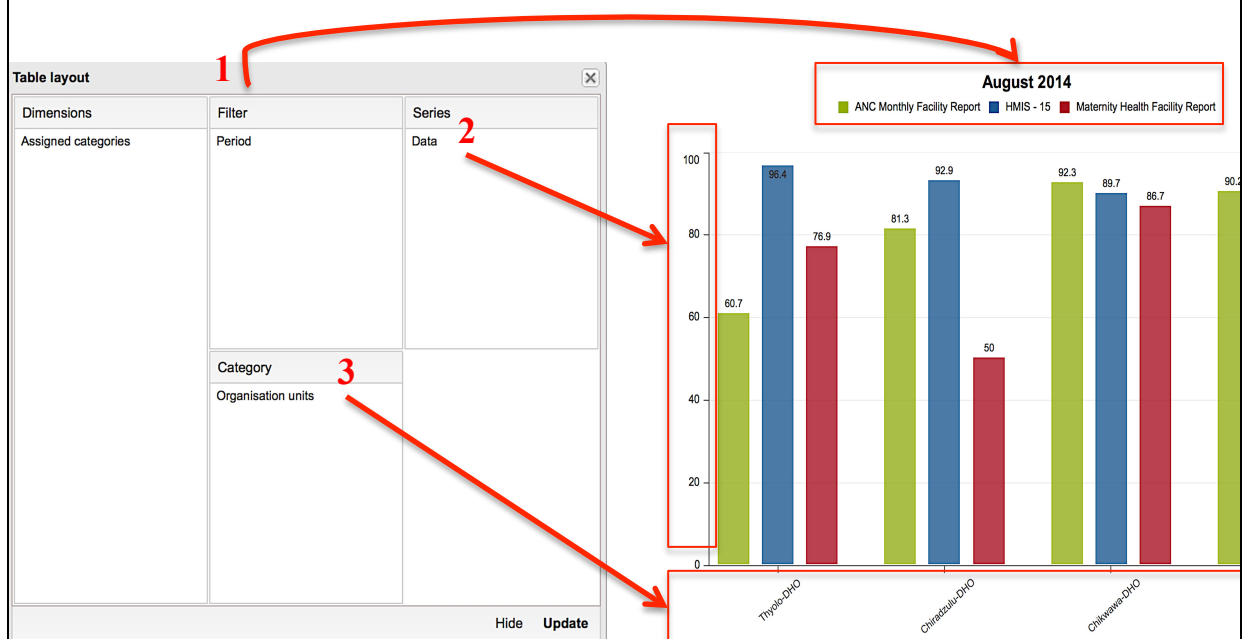 1
Table layout
Dimensions
Filter
Series
Assigned categories
Period
Data
2
Category
3
Organisation units
Hide Update
August 2014
ANC Monthly Facility Report HMIS - 15 Maternity Health Facility Report
100
80
60
40
20
0
60.7
96.4
76.9
81.3
92.9
50
92.3
89.7
86.7
90.2
Thyolo-DHO
Chiradzulu-DHO
Chikwawa-DHO